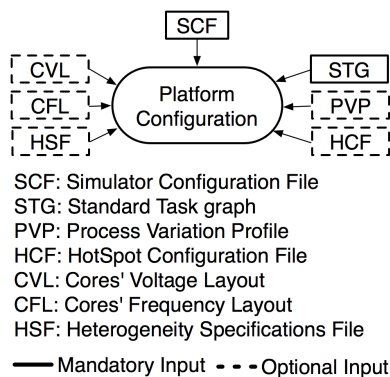 SCF
CVL
STG
CFL
Platform
Configuration
PVP
HSF
HCF
SCF: Simulator Configuration File
STG: Standard Task graph
PVP: Process Variation Profile
HCF: HotSpot Configuration File
CVL: Cores' Voltage Layout
CFL: Cores' Frequency Layout
HSF: Heterogeneity Specifications File
Mandatory Input
Optional Input